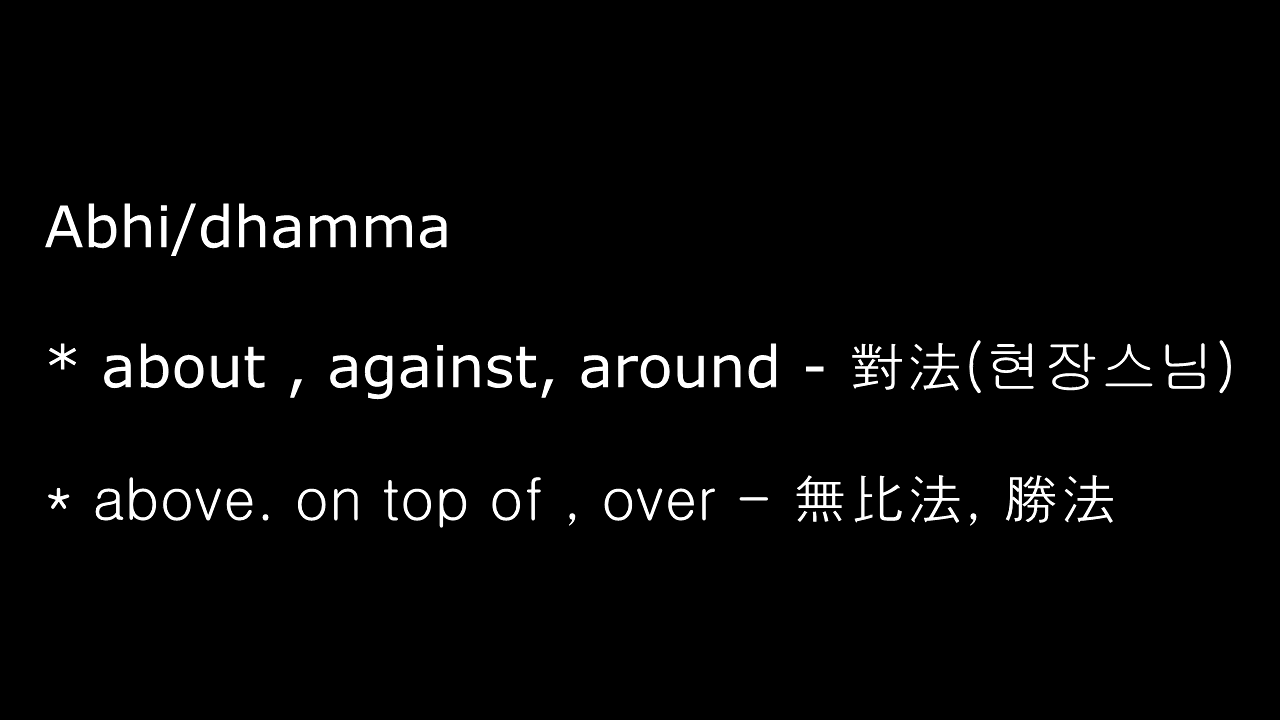 Abhi/dhamma
* about , against, around - 對法(현장스님)
* above. on top of , over - 無比法, 勝法